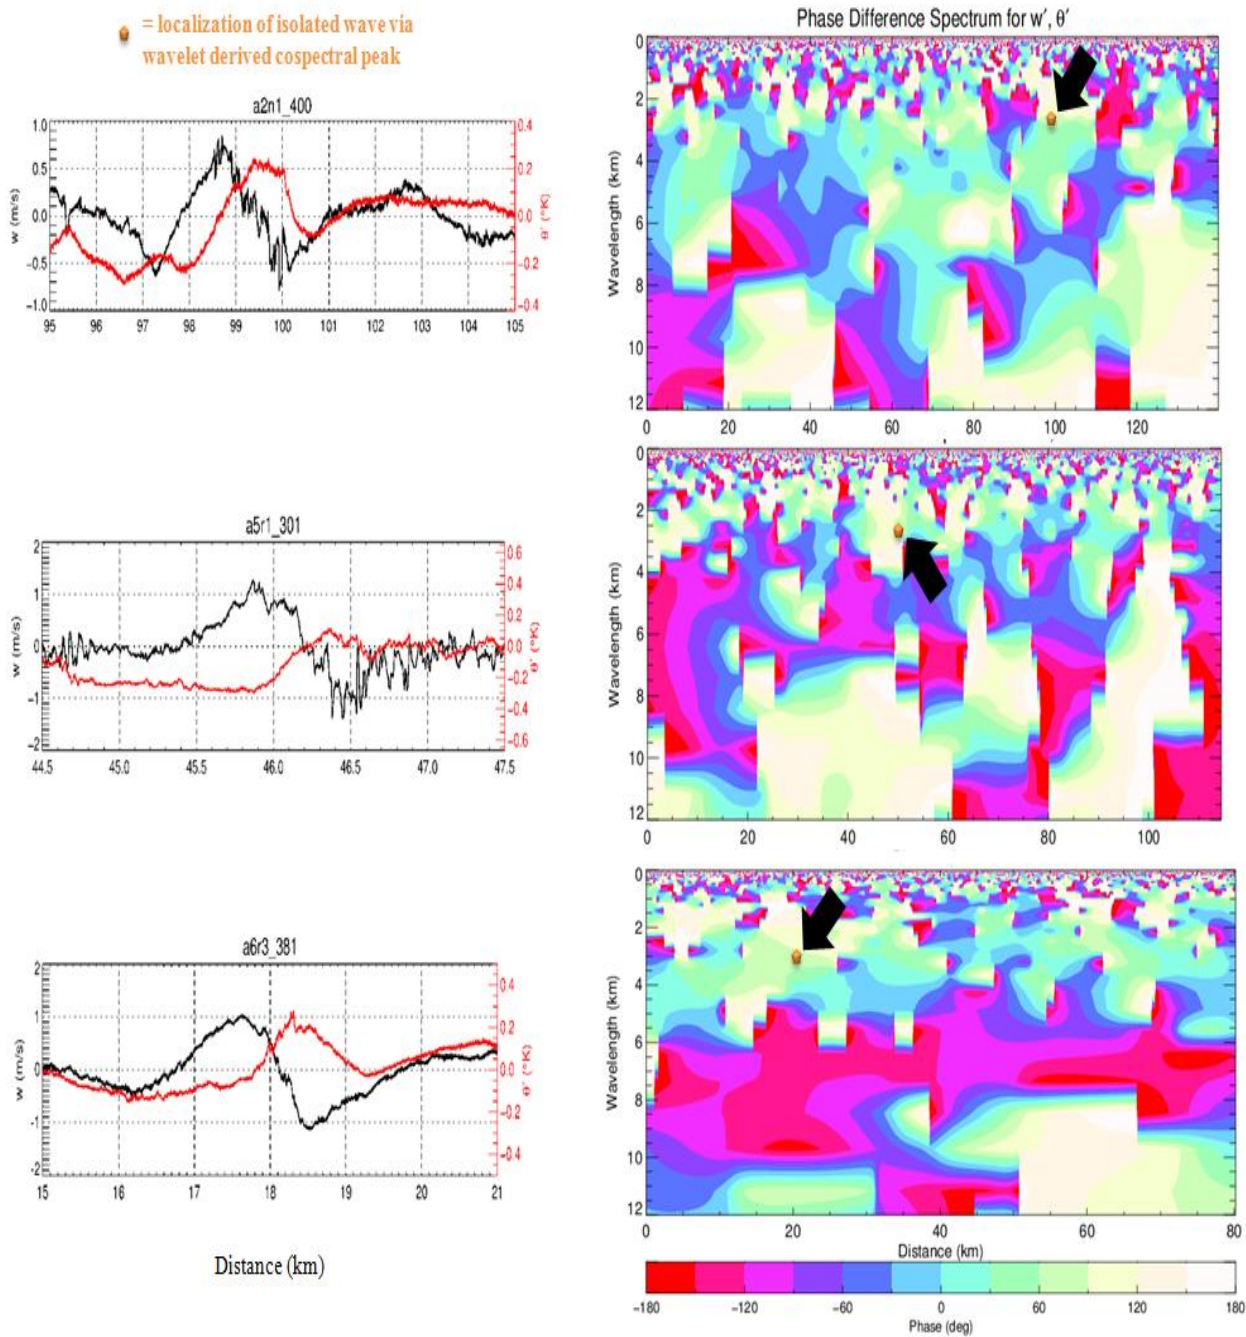 = localization of isolated wave via
wavelet derived cospectral peak
a2n1_400
1.0
0.5
0.0
−0.5
−1.0
w (m/s)
0.4
0.2
0.0
−0.2
−0.4
θ' (°K)
95 96 97 98 99 100 101 102 103 104 105
a5r1_301
2
1
0
−1
−2
w (m/s)
0.6
0.4
0.2
0.0
−0.2
−0.4
−0.6
θ' (°K)
44.5 45.0 45.5 46.0 46.5 47.0 47.5
a6r3_381
2
1
0
−1
−2
w (m/s)
0.4
0.2
0.0
−0.2
−0.4
θ' (°K)
15 16 17 18 19 20 21
Distance (km)
Phase Difference Spectrum for w′, θ′
0
2
4
6
8
10
12
Wavelength (km)
0 20 40 60 80 100 120
0
2
4
6
8
10
12
Wavelength (km)
0 20 40 60 80 100
0
2
4
6
8
10
12
Wavelength (km)
0 20 40 60 80
Distance (km)
−180 −120 −60 0 60 120 180
Phase (deg)